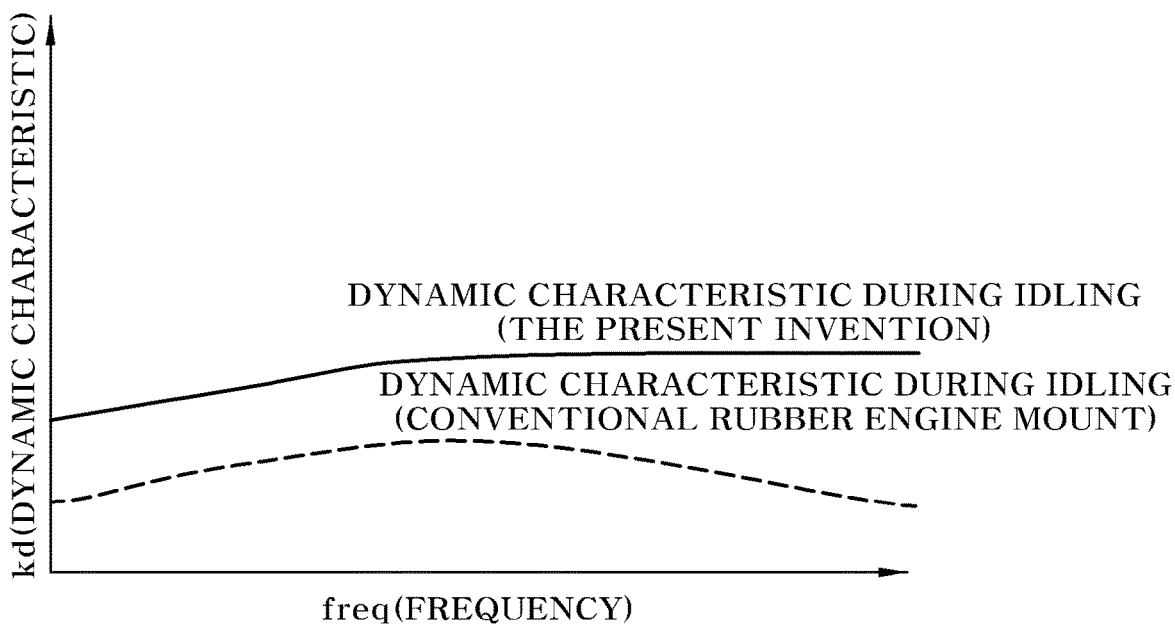 kd(DYNAMIC CHARACTERISTIC)
DYNAMIC CHARACTERISTIC DURING IDLING
(THE PRESENT INVENTION)
DYNAMIC CHARACTERISTIC DURING IDLING
(CONVENTIONAL RUBBER ENGINE MOUNT)
freq(FREQUENCY)